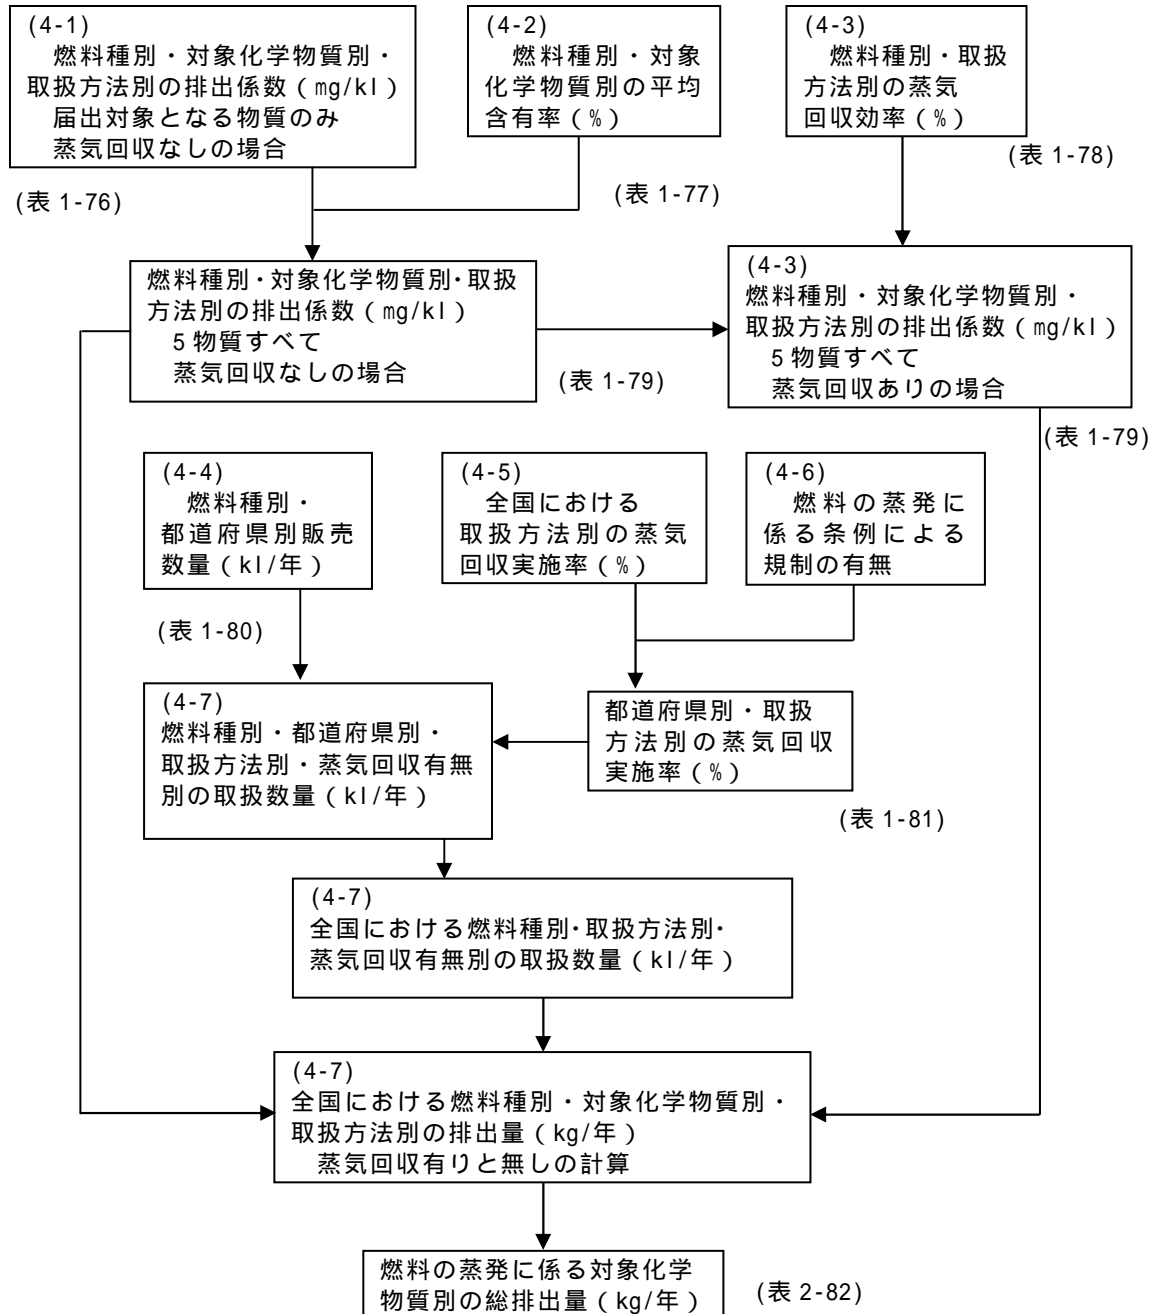 (4-1)
燃料種別・対象化学物質別・
取扱方法別の排出係数（㎎/kl）
届出対象となる物質のみ
蒸気回収なしの場合
(4-2)
燃料種別・対象
化学物質別の平均
含有率（%）
(4-3)
燃料種別・取扱
方法別の蒸気
回収効率（%）
(表 1-76)
(表 1-77)
(表 1-78)
燃料種別･対象化学物質別･取扱
方法別の排出係数（㎎/kl）
5 物質すべて
蒸気回収なしの場合
(表 1-79)
(4-3)
燃料種別・対象化学物質別・
取扱方法別の排出係数（㎎/kl）
5 物質すべて
蒸気回収ありの場合
(表 1-79)
(4-4)
燃料種別・
都道府県別販売
数量（kl/年）
(4-5)
全国における
取扱方法別の蒸気
回収実施率（%）
(4-6)
燃料の蒸発に
係る条例による
規制の有無
(表 1-80)
(4-7)
燃料種別・都道府県別・
取扱方法別・蒸気回収有無
別の取扱数量（kl/年）
都道府県別・取扱
方法別の蒸気回収
実施率（%）
(表 1-81)
(4-7)
全国における燃料種別･取扱方法別･
蒸気回収有無別の取扱数量（kl/年）
(4-7)
全国における燃料種別・対象化学物質別・
取扱方法別の排出量（kg/年）
蒸気回収有りと無しの計算
燃料の蒸発に係る対象化学
物質別の総排出量（kg/年）
(表 2-82)